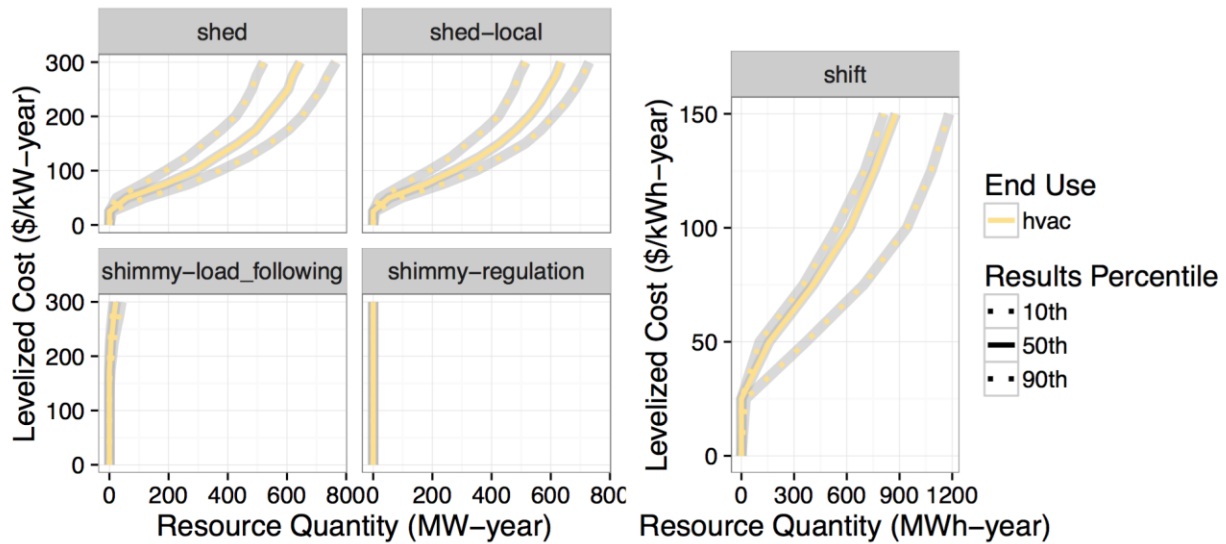 shed
shed-local
300
200
100
0
shimmy-load_following
shimmy-regulation
300
200
100
0
0
200
400
600
800
0
200
400
600
800
Levelized Cost ($/kW-year)
Resource Quantity (MW-year)
shift
150
100
50
0
0
300
600
900
1200
Levelized Cost ($/kWh-year)
Resource Quantity (MWh-year)
End Use
hvac
Results Percentile
10th
50th
90th